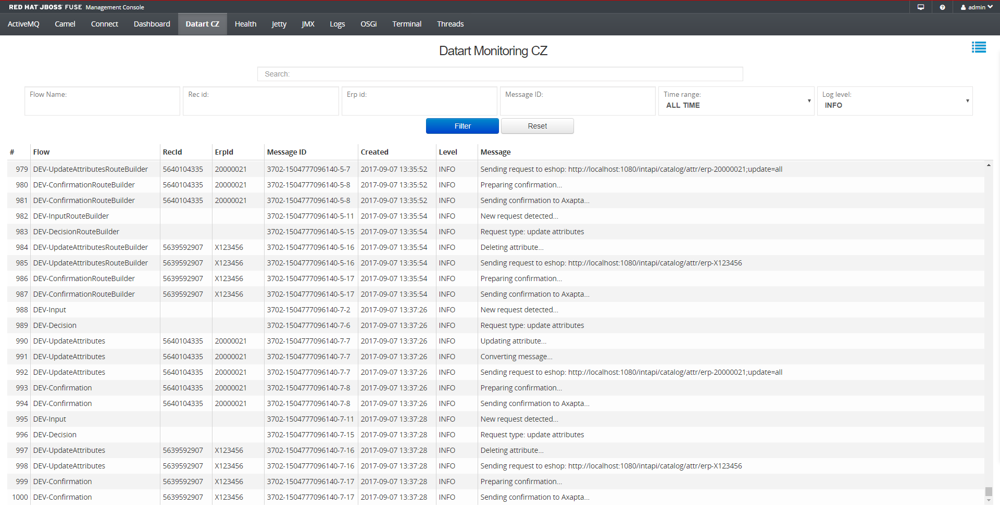 RED HAT JBOSS FUSE Management Console admin
ActiveMQ Camel Connect Dashboard Datart CZ Health Jetty JMX Logs OSGi Terminal Threads
Datart Monitoring CZ
Search:
Flow Name: Rec id: Erp id: Message ID: Time range: Log level:
ALL TIME INFO
Filter Reset
# Flow RecId ErpId Message ID Created Level Message
979 DEV-UpdateAttributesRouteBuilder 5640104335 20000021 3702-1504777096140-5-7 2017-09-07 13:35:52 INFO Sending request to eshop: http://localhost:1080/intapi/catalog/attr/erp-20000021;update=all
980 DEV-ConfirmationRouteBuilder 5640104335 20000021 3702-1504777096140-5-8 2017-09-07 13:35:52 INFO Preparing confirmation...
981 DEV-ConfirmationRouteBuilder 5640104335 20000021 3702-1504777096140-5-8 2017-09-07 13:35:52 INFO Sending confirmation to Axapta...
982 DEV-InputRouteBuilder 3702-1504777096140-5-11 2017-09-07 13:35:54 INFO New request detected...
983 DEV-DecisionRouteBuilder 3702-1504777096140-5-15 2017-09-07 13:35:54 INFO Request type: update attributes
984 DEV-UpdateAttributesRouteBuilder 5639592907 X123456 3702-1504777096140-5-16 2017-09-07 13:35:54 INFO Deleting attribute...
985 DEV-UpdateAttributesRouteBuilder 5639592907 X123456 3702-1504777096140-5-16 2017-09-07 13:35:54 INFO Sending request to eshop: http://localhost:1080/intapi/catalog/attr/erp-X123456
986 DEV-ConfirmationRouteBuilder 5639592907 X123456 3702-1504777096140-5-17 2017-09-07 13:35:54 INFO Preparing confirmation...
987 DEV-ConfirmationRouteBuilder 5639592907 X123456 3702-1504777096140-5-17 2017-09-07 13:35:54 INFO Sending confirmation to Axapta...
988 DEV-Input 3702-1504777096140-7-2 2017-09-07 13:37:26 INFO New request detected...
989 DEV-Decision 3702-1504777096140-7-6 2017-09-07 13:37:26 INFO Request type: update attributes
990 DEV-UpdateAttributes 5640104335 20000021 3702-1504777096140-7-7 2017-09-07 13:37:26 INFO Updating attribute...
991 DEV-UpdateAttributes 5640104335 20000021 3702-1504777096140-7-7 2017-09-07 13:37:26 INFO Converting message...
992 DEV-UpdateAttributes 5640104335 20000021 3702-1504777096140-7-7 2017-09-07 13:37:26 INFO Sending request to eshop: http://localhost:1080/intapi/catalog/attr/erp-20000021;update=all
993 DEV-Confirmation 5640104335 20000021 3702-1504777096140-7-8 2017-09-07 13:37:26 INFO Preparing confirmation...
994 DEV-Confirmation 5640104335 20000021 3702-1504777096140-7-8 2017-09-07 13:37:26 INFO Sending confirmation to Axapta...
995 DEV-Input 3702-1504777096140-7-11 2017-09-07 13:37:28 INFO New request detected...
996 DEV-Decision 3702-1504777096140-7-15 2017-09-07 13:37:28 INFO Request type: update attributes
997 DEV-UpdateAttributes 5639592907 X123456 3702-1504777096140-7-16 2017-09-07 13:37:28 INFO Deleting attribute...
998 DEV-UpdateAttributes 5639592907 X123456 3702-1504777096140-7-16 2017-09-07 13:37:28 INFO Sending request to eshop: http://localhost:1080/intapi/catalog/attr/erp-X123456
999 DEV-Confirmation 5639592907 X123456 3702-1504777096140-7-17 2017-09-07 13:37:28 INFO Preparing confirmation...
1000 DEV-Confirmation 5639592907 X123456 3702-1504777096140-7-17 2017-09-07 13:37:28 INFO Sending confirmation to Axapta...